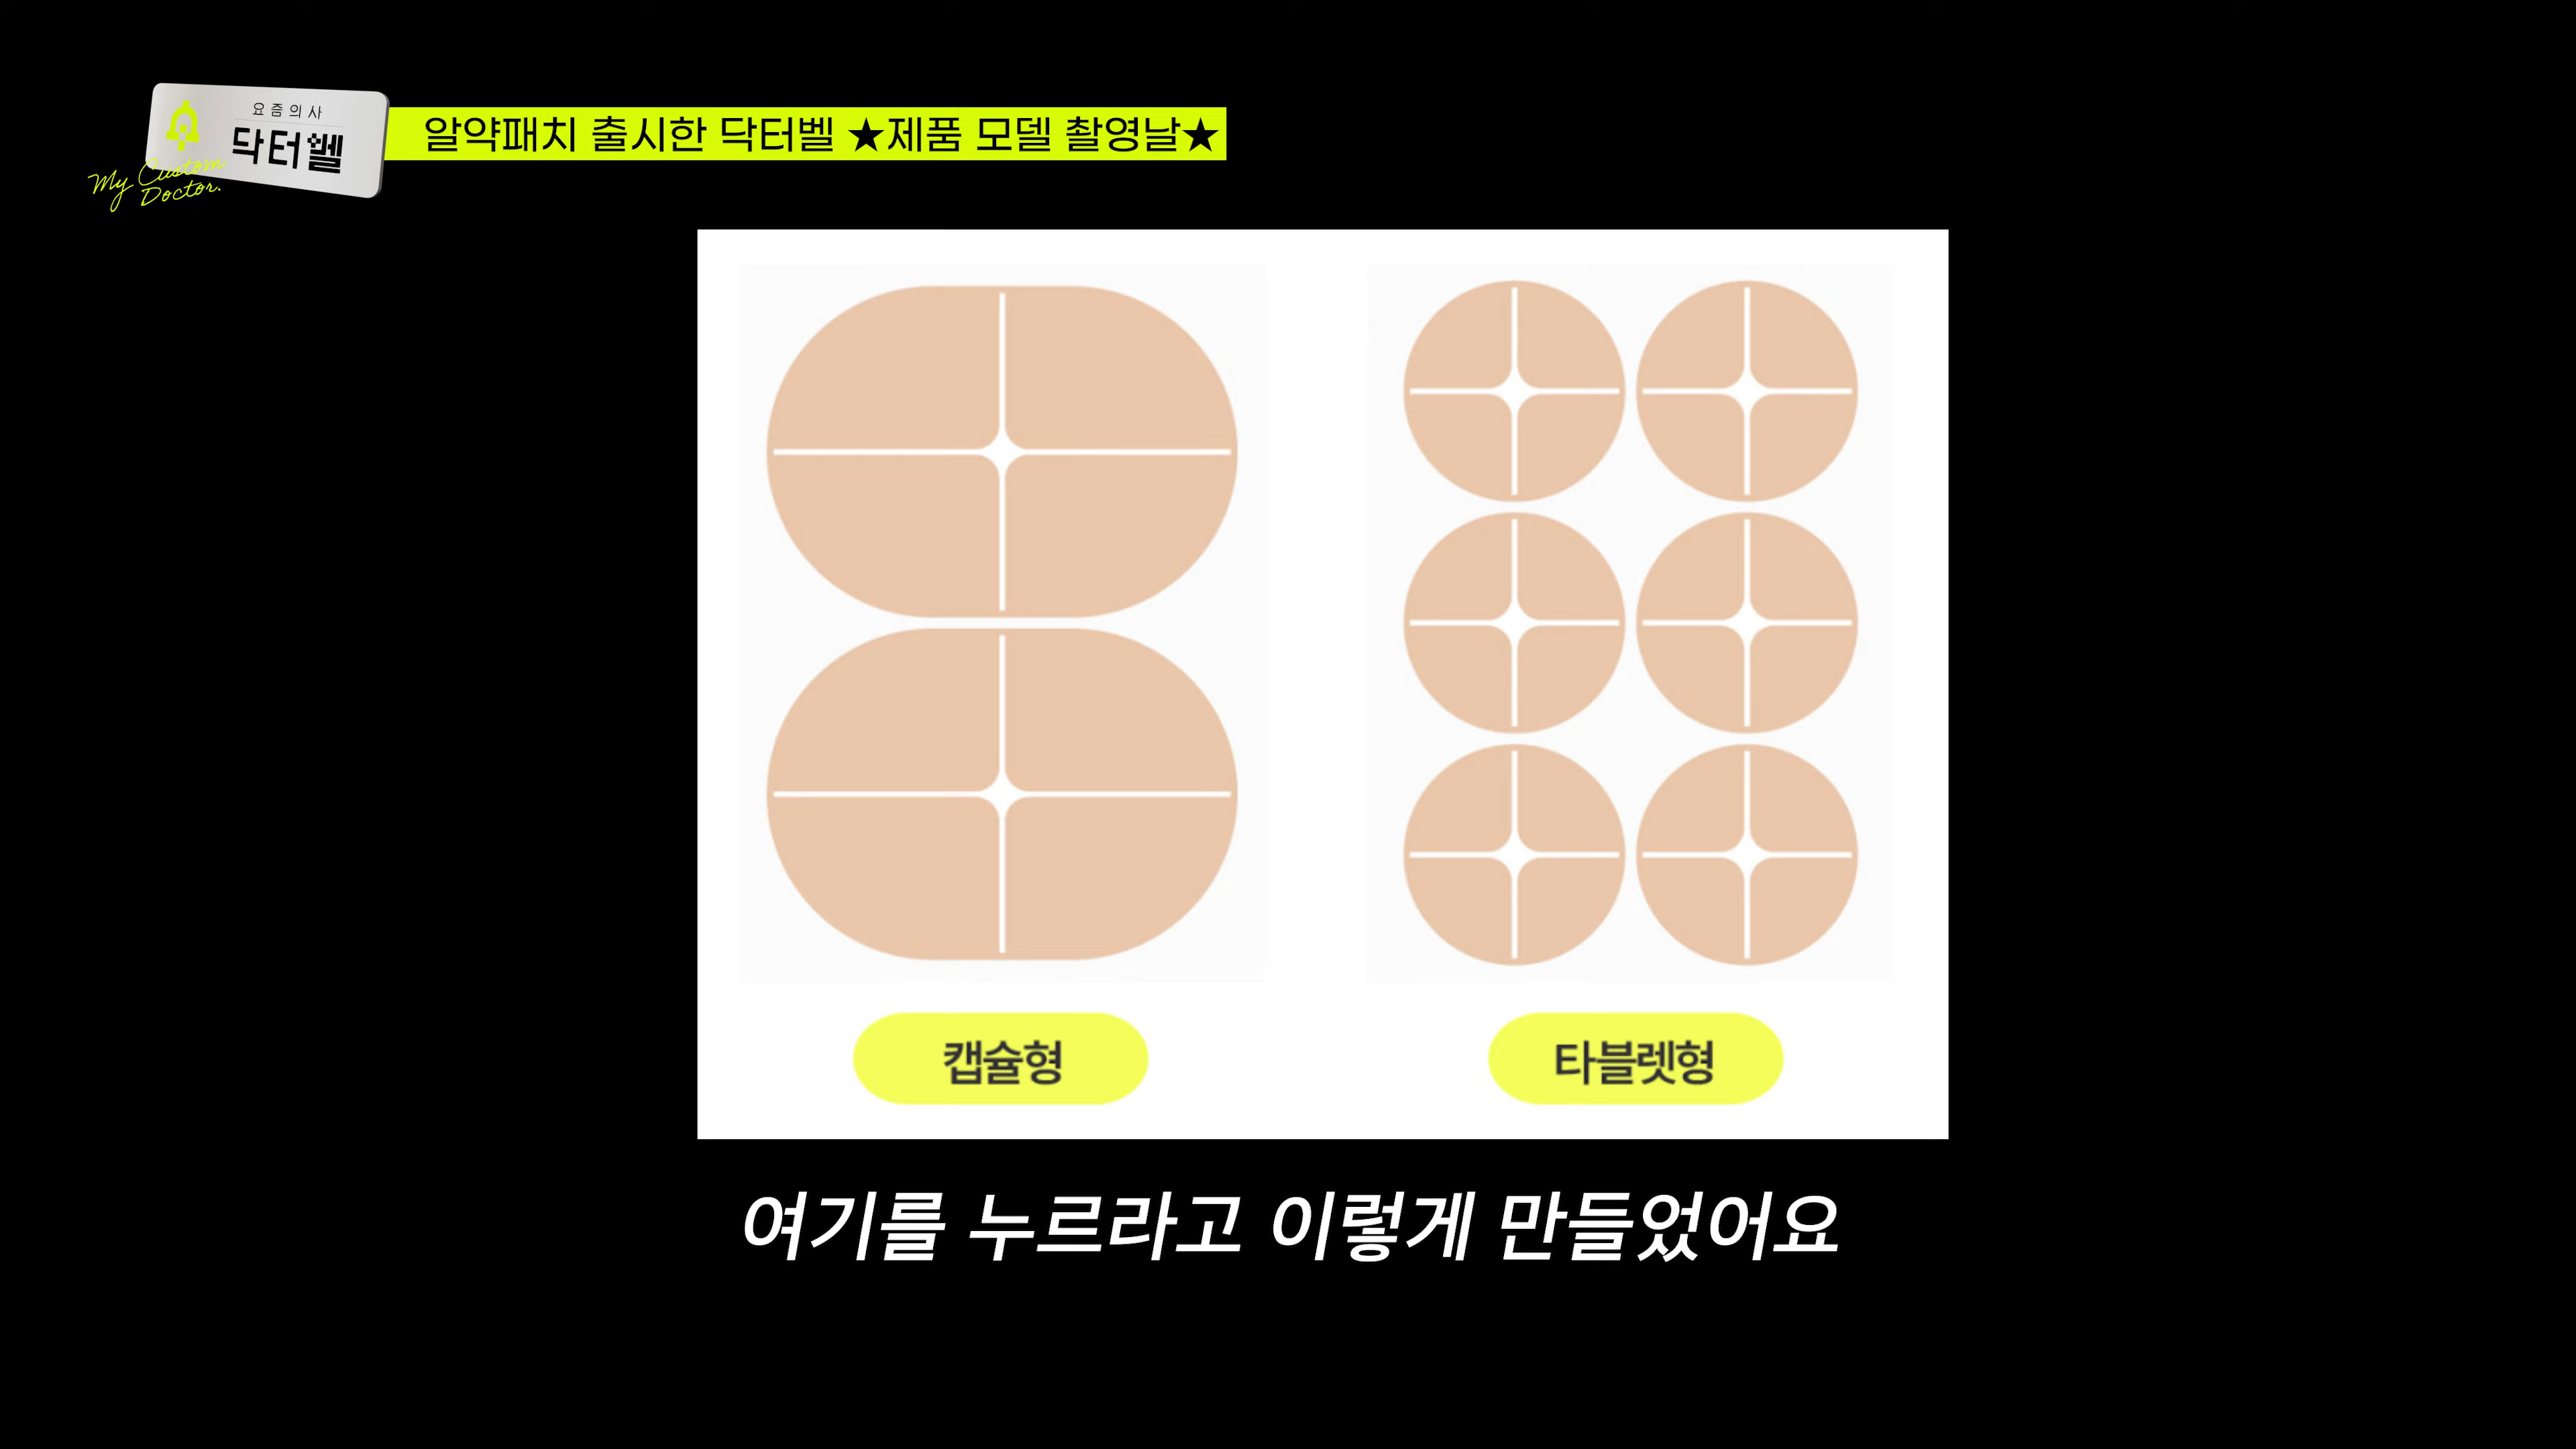 요즘의사
닥터벨
My Custom
Doctor.
알약패치 출시한 닥터벨 ★제품 모델 촬영날★
캡슐형
타블렛형
여기를 누르라고 이렇게 만들었어요